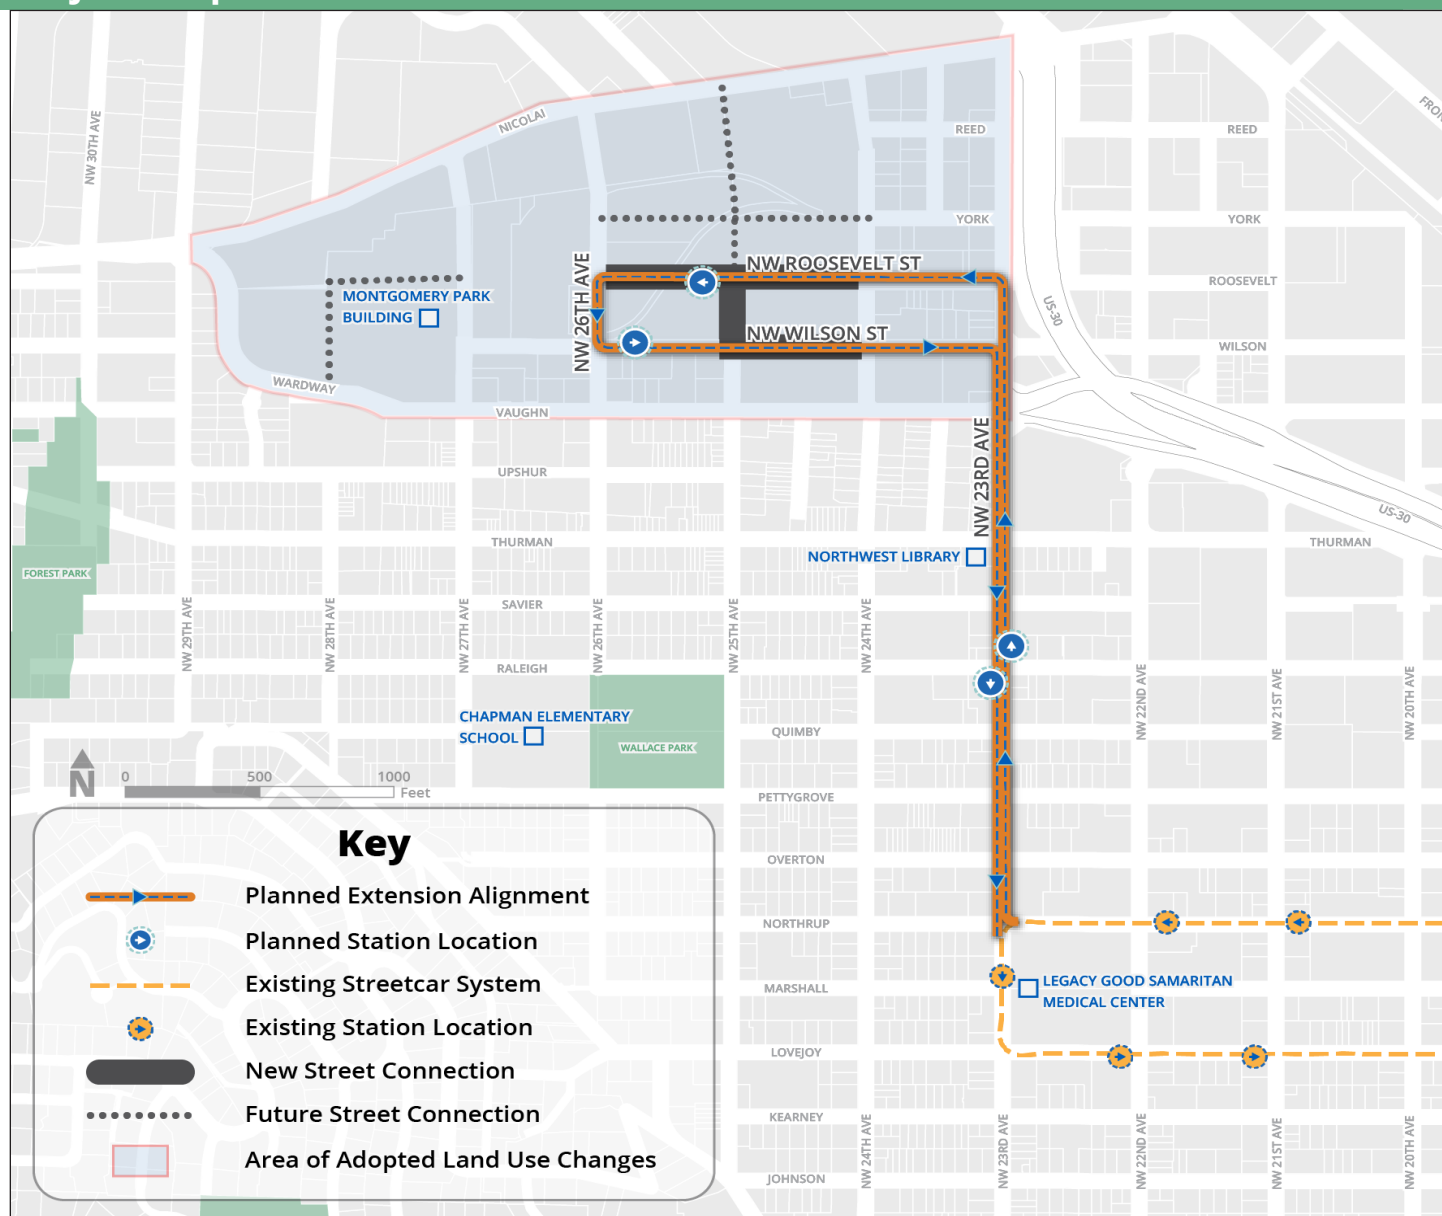 NW 30TH AVE
NICOLAI
REED
REED
YORK
YORK
NW ROOSEVELT ST
ROOSEVELT
US-30
NW 26TH AVE
MONTGOMERY PARK
BUILDING
NW WILSON ST
WILSON
WARDWAY
VAUGHN
NW 23RD AVE
UPSHUR
US-30
THURMAN
THURMAN
NORTHWEST LIBRARY
FOREST PARK
SAVIER
NW 29TH AVE
NW 28TH AVE
NW 27TH AVE
NW 26TH AVE
NW 25TH AVE
NW 24TH AVE
RALEIGH
NW 22ND AVE
NW 21ST AVE
NW 20TH AVE
CHAPMAN ELEMENTARY
SCHOOL
WALLACE PARK
QUIMBY
N
0 500 1000
Feet
PETTYGROVE
OVERTON
NORTHRUP
LEGACY GOOD SAMARITAN
MEDICAL CENTER
MARSHALL
LOVEJOY
KEARNEY
JOHNSON
NW 24TH AVE
NW 23RD AVE
NW 22ND AVE
NW 21ST AVE
NW 20TH AVE
Key
Planned Extension Alignment
Planned Station Location
Existing Streetcar System
Existing Station Location
New Street Connection
Future Street Connection
Area of Adopted Land Use Changes